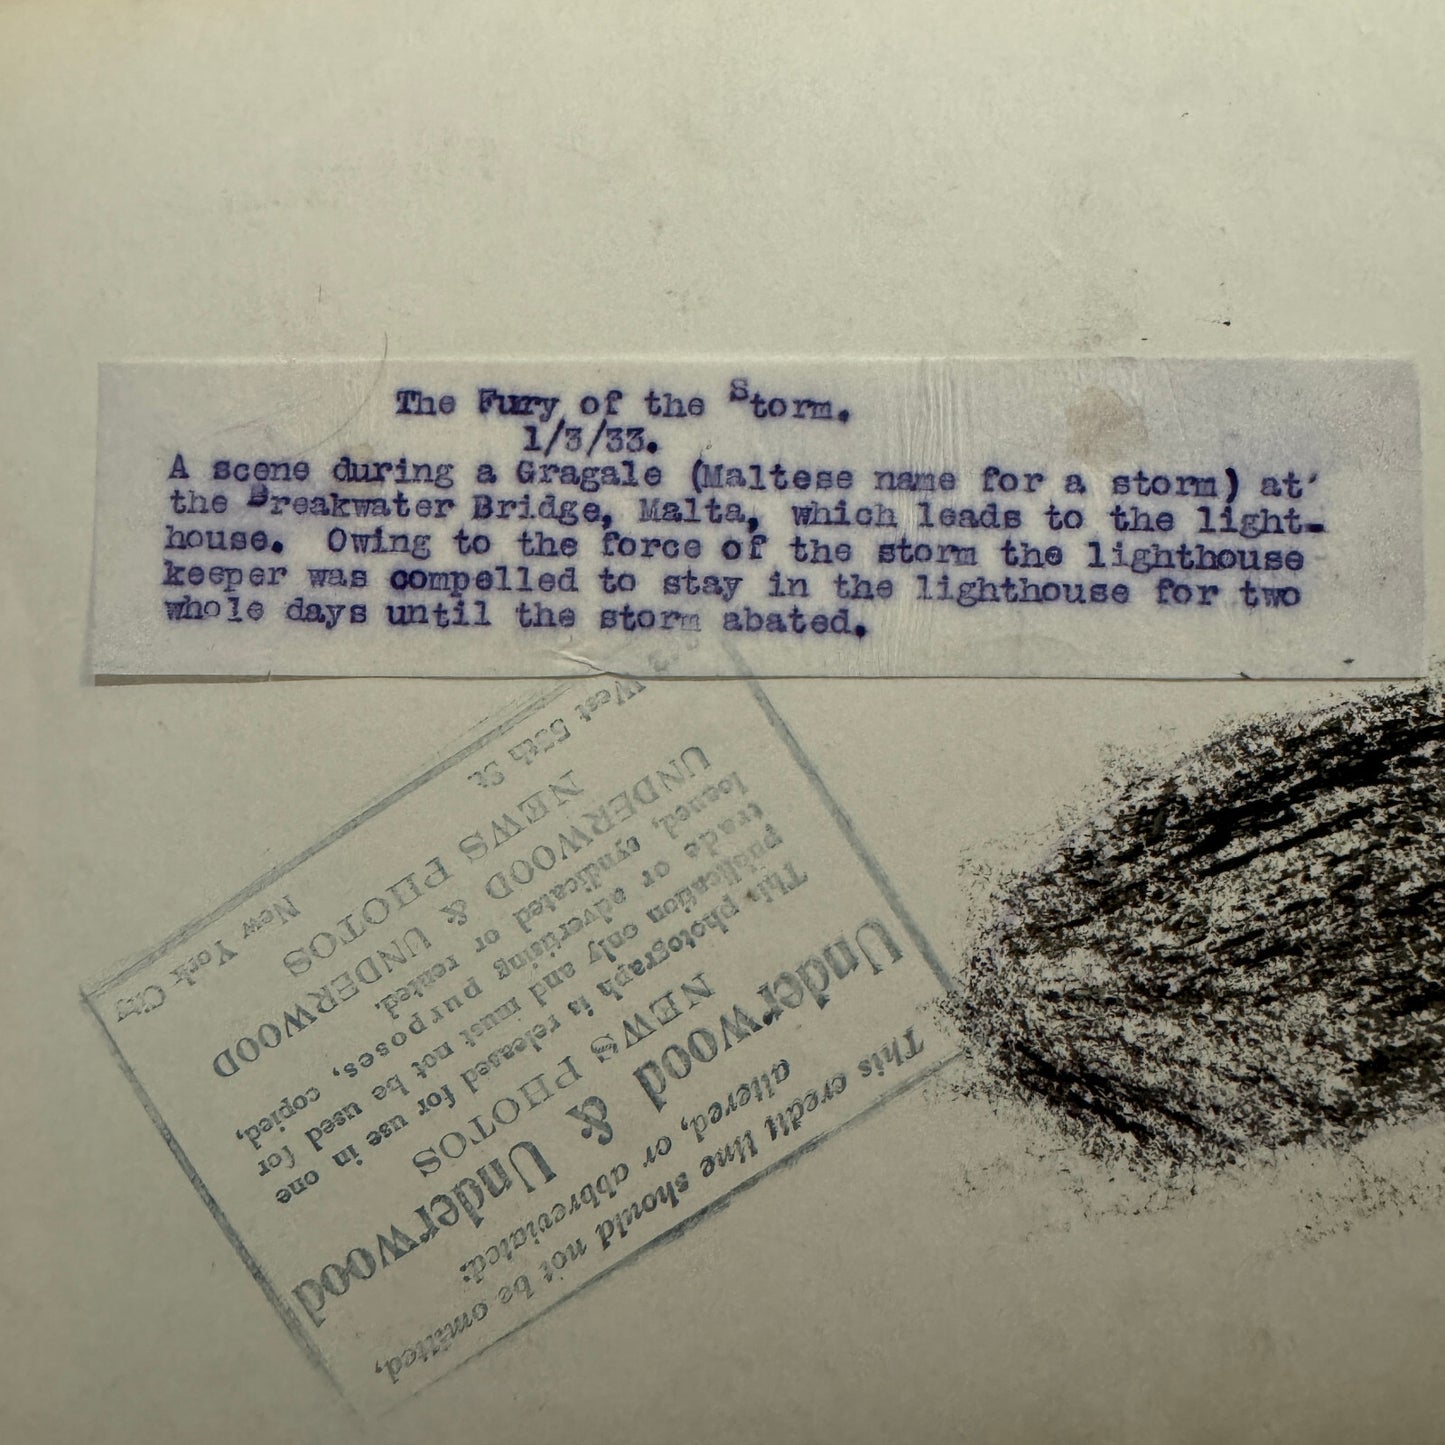 The Fury of the Storm.
1/3/33.
A scene during a Gragale (Maltese name for a storm) at
the Breakwater Bridge, Malta, which leads to the light-
house. Owing to the force of the storm the lighthouse
keeper was compelled to stay in the lighthouse for two
whole days until the storm abated.
This credit line should not be omitted,
altered, or abbreviated:
Underwood & Underwood
NEWS PHOTOS
This photograph is released for use in one
publication only and must not be used for
trade or advertising purposes, copied,
loaned, syndicated or rented.
UNDERWOOD & UNDERWOOD
NEWS PHOTOS
West 55th St New York City